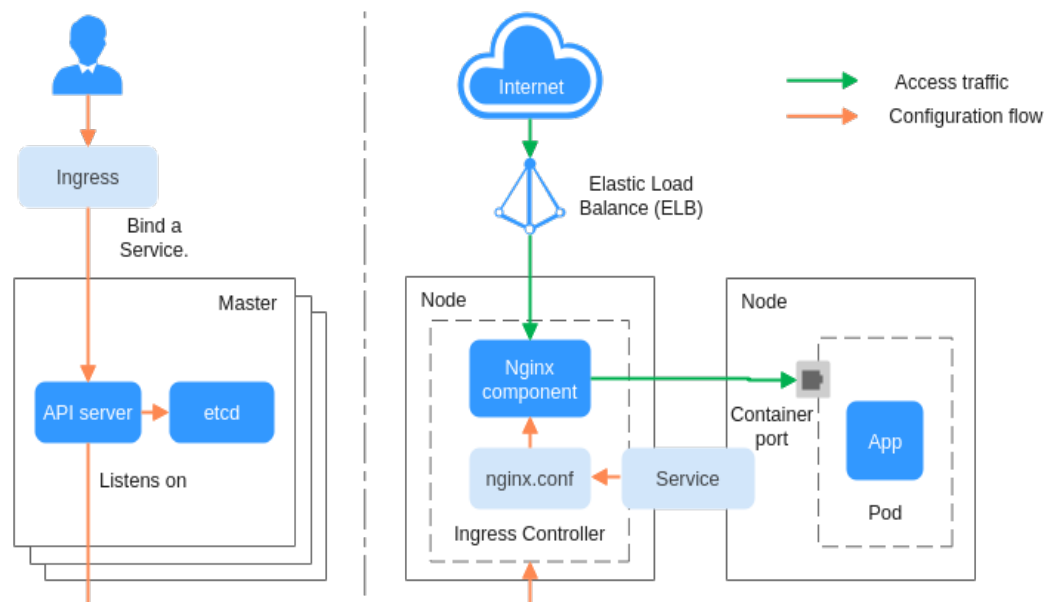 Internet
Access traffic
Configuration flow
Ingress
Elastic Load
Balance (ELB)
Bind a
Service.
Master
Node
Node
Nginx
component
API server
etcd
Container
port
App
Listens on
nginx.conf
Service
Pod
Ingress Controller